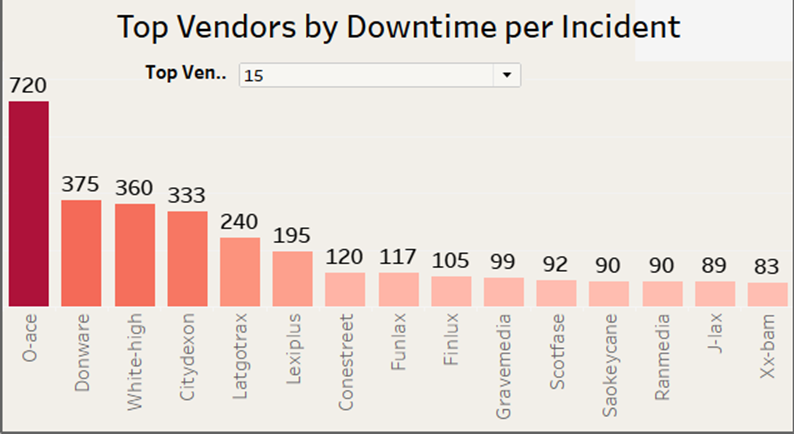 Top Vendors by Downtime per Incident
Top Ven.. 15
720
375
360
333
240
195
120
117
105
99
92
90
90
89
83
O-ace
Donware
White-high
Citydexon
Latgotrax
Lexiplus
Conestreet
Funlax
Finlux
Gravemedia
Scotfase
Saokeycane
Ranmedia
J-lax
Xx-bam